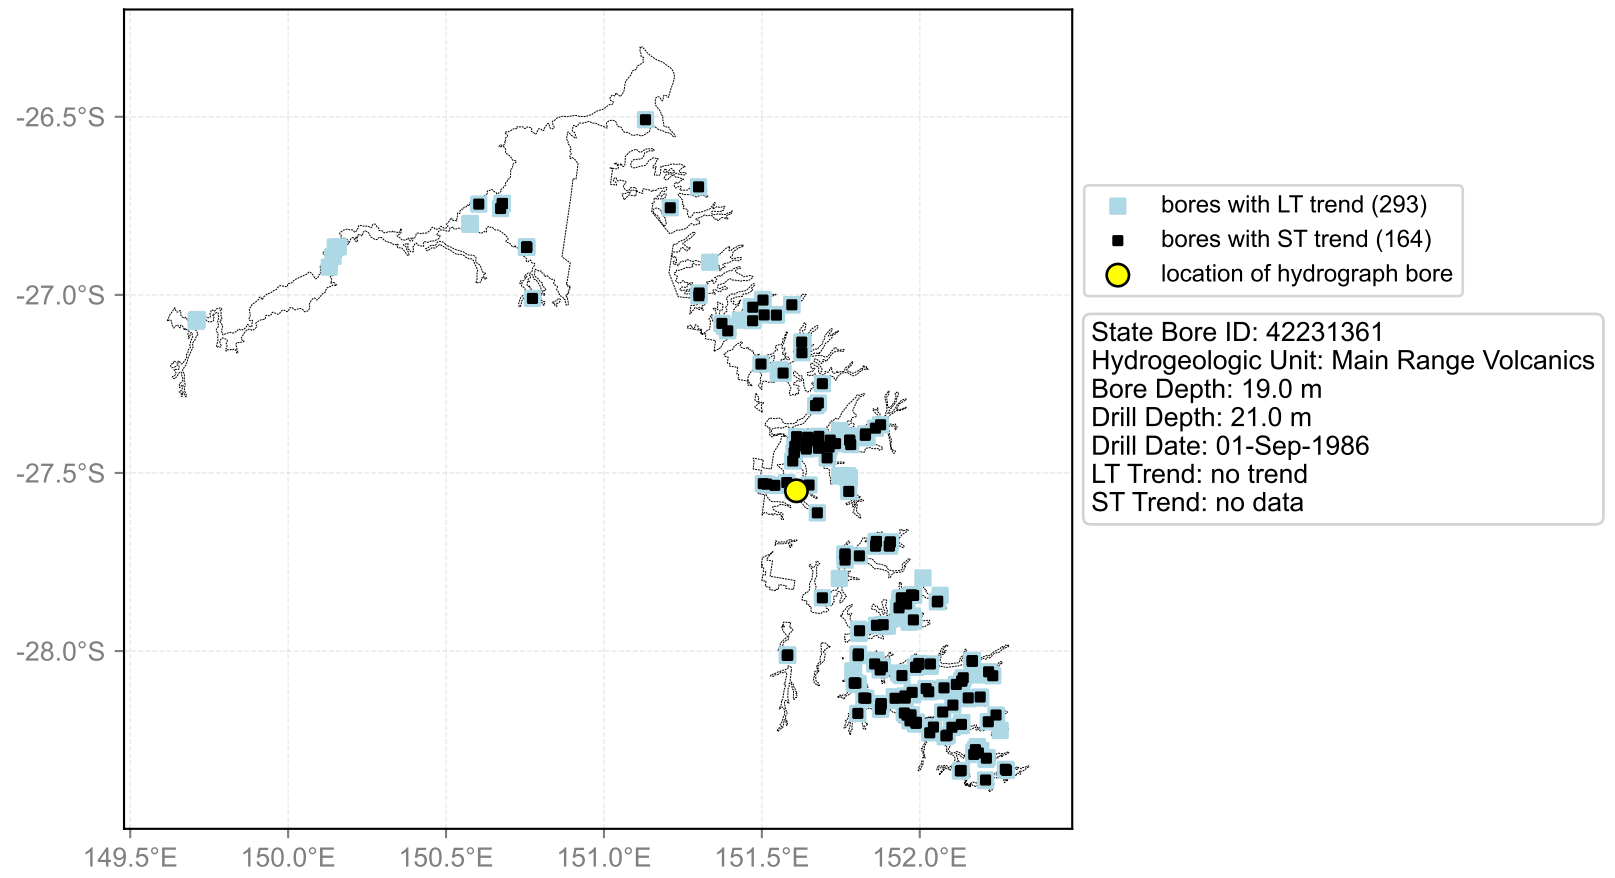 -26.5°S
-27.0°S
-27.5°S
-28.0°S
149.5°E
150.0°E
150.5°E
151.0°E
151.5°E
152.0°E
bores with LT trend (293)
bores with ST trend (164)
location of hydrograph bore
State Bore ID: 42231361
Hydrogeologic Unit: Main Range Volcanics
Bore Depth: 19.0 m
Drill Depth: 21.0 m
Drill Date: 01-Sep-1986
LT Trend: no trend
ST Trend: no data